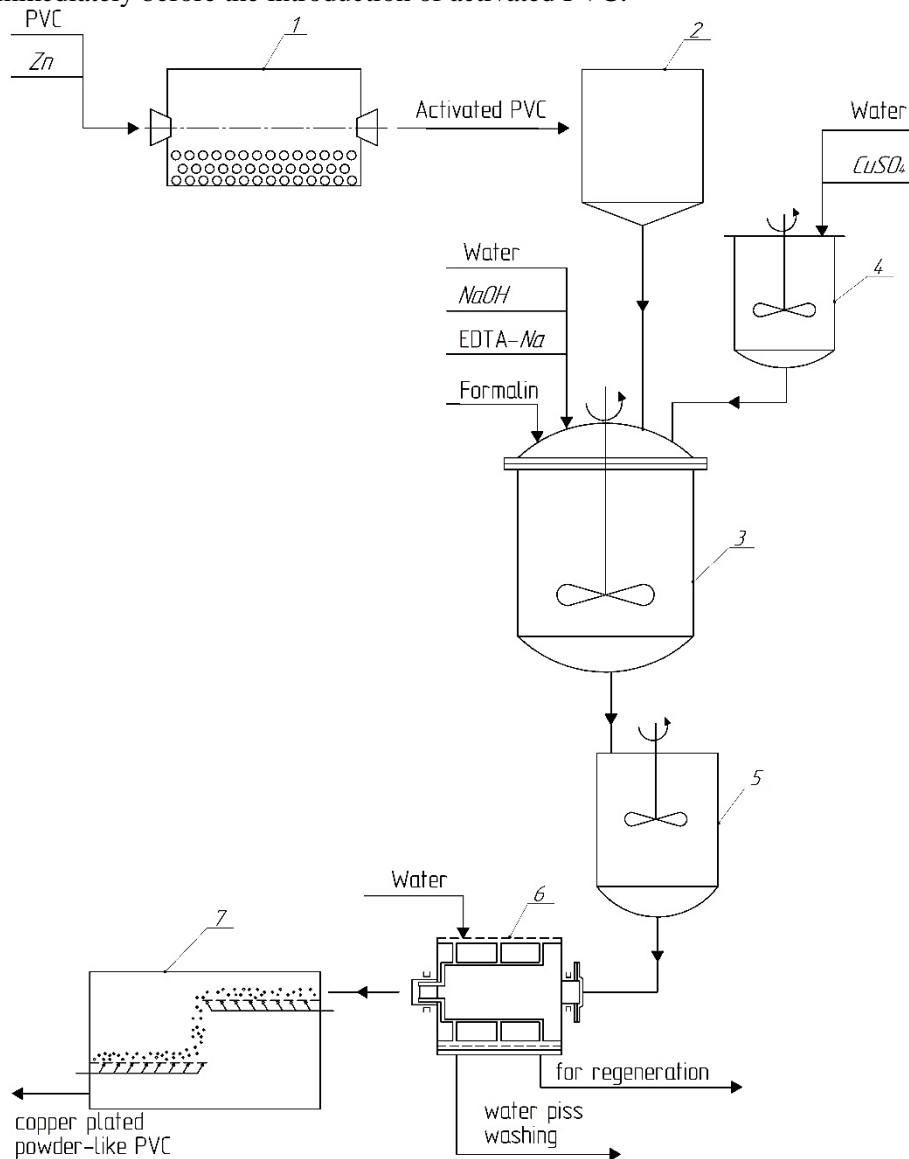 immediately before the introduction of activated PVC.
PVC
Zn
1
Activated PVC
2
Water
CuSO₄
4
Water
NaOH
EDTA-Na
Formalin
3
5
Water
6
7
for regeneration
water piss
washing
copper plated
powder-like PVC